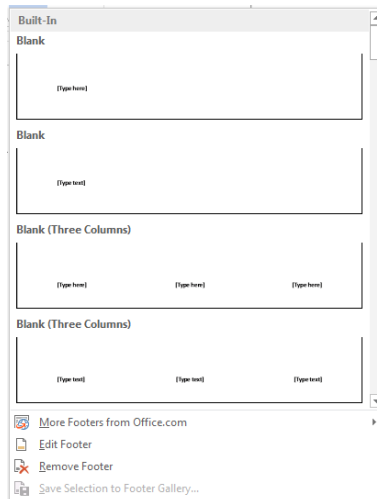 Built-In
Blank
[Type here]
Blank
[Type text]
Blank (Three Columns)
[Type here] [Type here] [Type here]
Blank (Three Columns)
[Type text] [Type text] [Type text]
More Footers from Office.com
Edit Footer
Remove Footer
Save Selection to Footer Gallery...